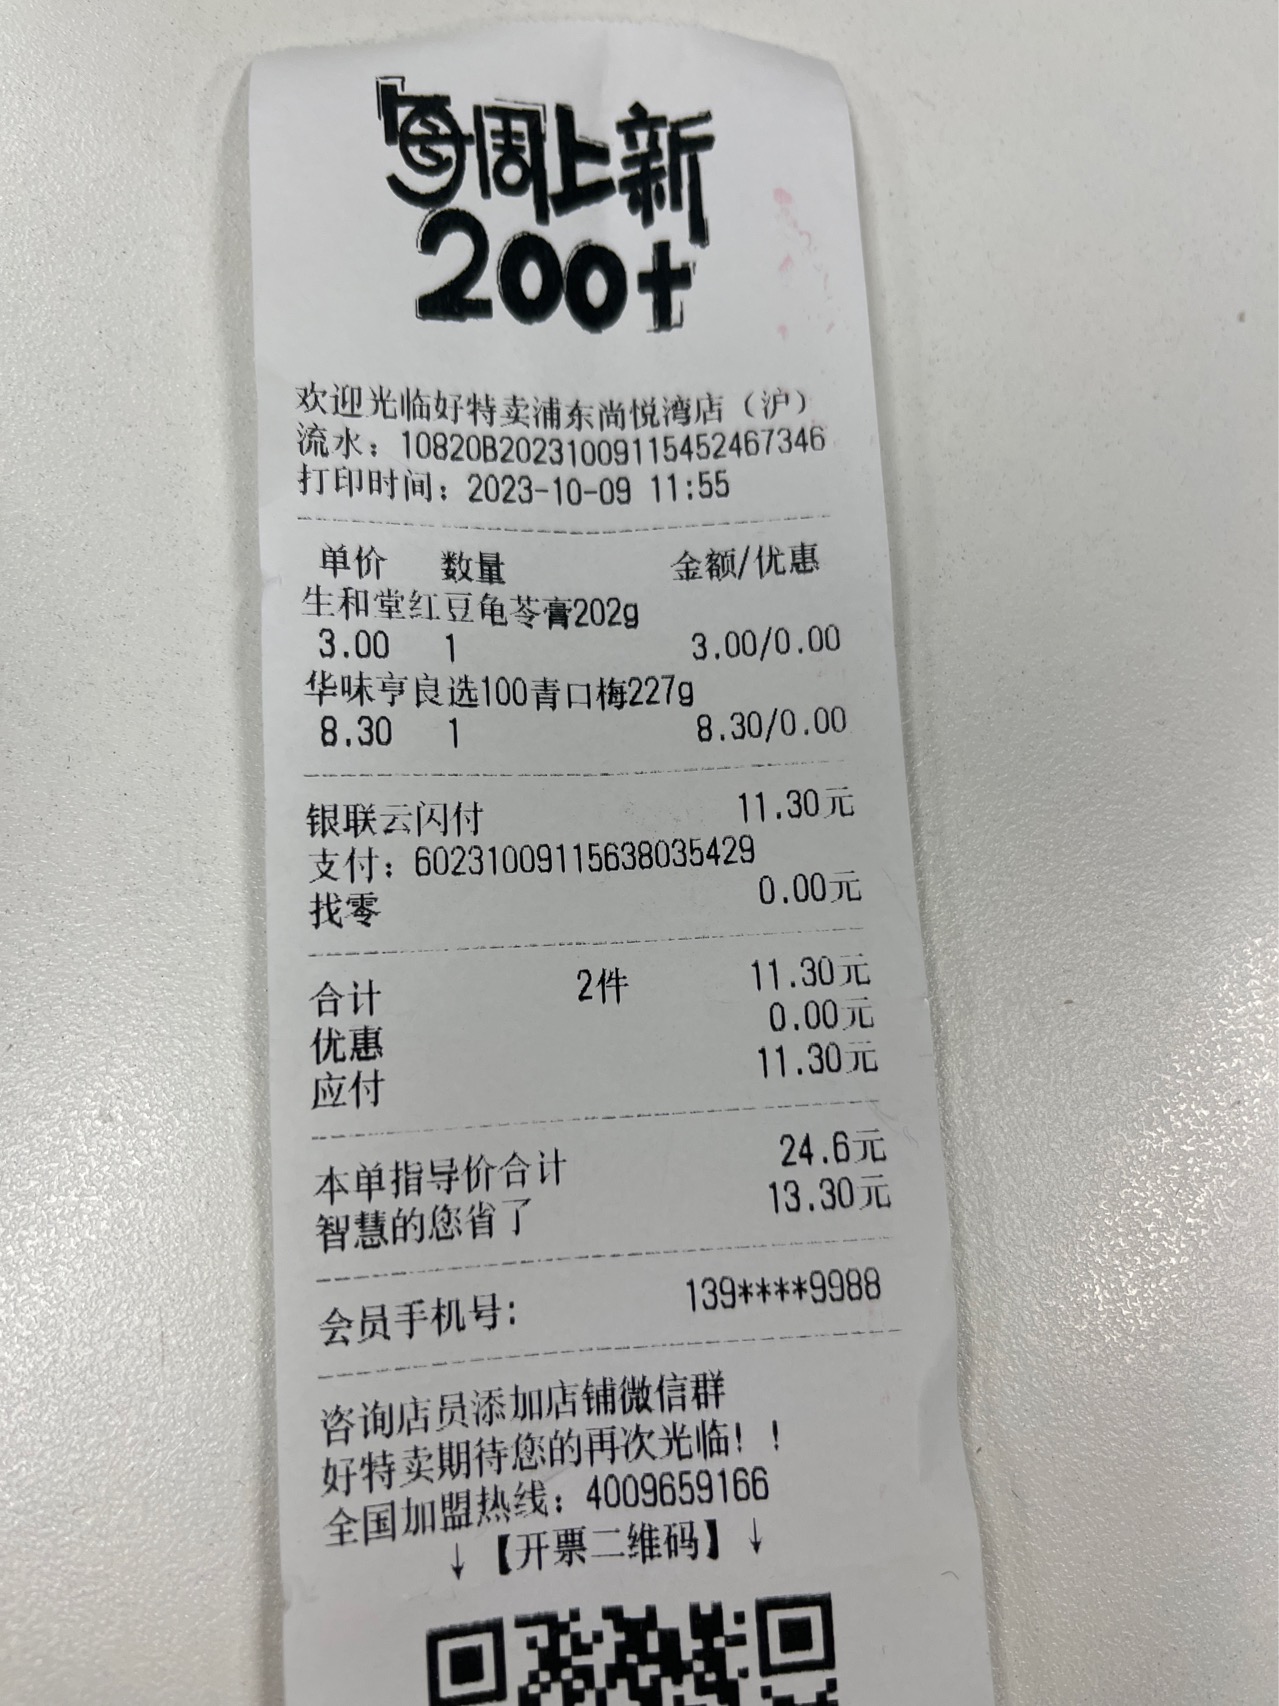 每周上新
200+
欢迎光临好特卖浦东尚悦湾店（沪）
流水：10820B20231009115452467346
打印时间：2023-10-09 11:55
单价 数量 金额/优惠
生和堂红豆龟苓膏202g
3.00 1 3.00/0.00
华味亨良选100青口梅227g
8.30 1 8.30/0.00
银联云闪付 11.30元
支付：60231009115638035429
找零 0.00元
合计 2件 11.30元
优惠 0.00元
应付 11.30元
本单指导价合计 24.6元
智慧的您省了 13.30元
会员手机号: 139****9988
咨询店员添加店铺微信群
好特卖期待您的再次光临！！
全国加盟热线：4009659166
↓【开票二维码】↓